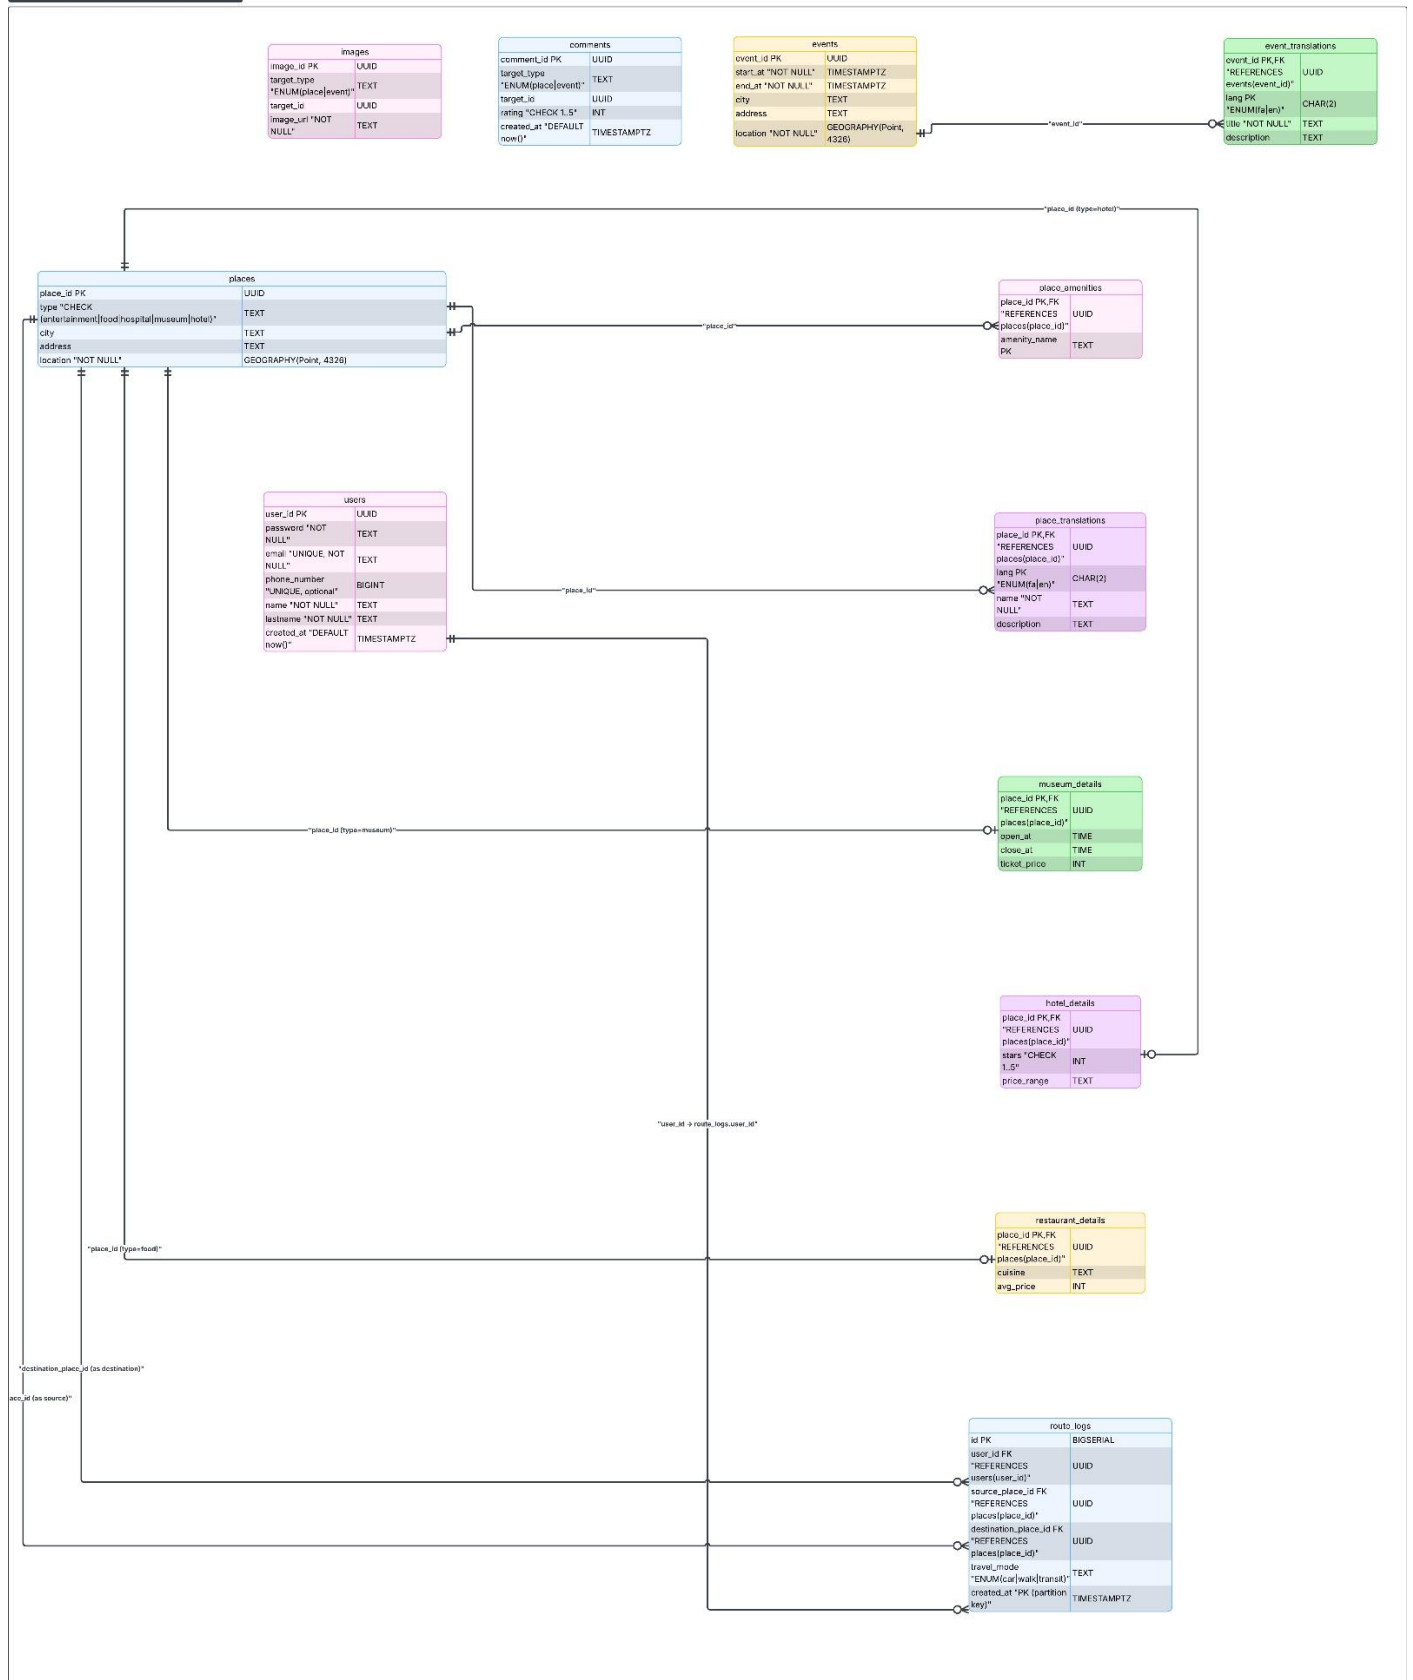 images
image_id PK UUID
target_type
"ENUM(place|event)" TEXT
target_id UUID
image_url "NOT
NULL" TEXT
comments
comment_id PK UUID
target_type
"ENUM(place|event)" TEXT
target_id UUID
rating "CHECK 1..5" INT
created_at "DEFAULT
now()" TIMESTAMPTZ
events
event_id PK UUID
start_at "NOT NULL" TIMESTAMPTZ
end_at "NOT NULL" TIMESTAMPTZ
city TEXT
address TEXT
location "NOT NULL" GEOGRAPHY(Point,
4326)
"event_id"
event_translations
event_id PK,FK
"REFERENCES
events(event_id)" UUID
lang PK
"ENUM(fa|en)" CHAR(2)
title "NOT NULL" TEXT
description TEXT
"place_id (type=hotel)"
places
place_id PK UUID
type "CHECK
(entertainment|food|hospital|museum|hotel)" TEXT
city TEXT
address TEXT
location "NOT NULL" GEOGRAPHY(Point, 4326)
"place_id"
place_amenities
place_id PK,FK
"REFERENCES
places(place_id)" UUID
amenity_name
PK TEXT
users
user_id PK UUID
password "NOT
NULL" TEXT
email "UNIQUE, NOT
NULL" TEXT
phone_number
"UNIQUE, optional" BIGINT
name "NOT NULL" TEXT
lastname "NOT NULL" TEXT
created_at "DEFAULT
now()" TIMESTAMPTZ
"place_id"
place_translations
place_id PK,FK
"REFERENCES
places(place_id)" UUID
lang PK
"ENUM(fa|en)" CHAR(2)
name "NOT
NULL" TEXT
description TEXT
"place_id (type=museum)"
museum_details
place_id PK,FK
"REFERENCES
places(place_id)" UUID
open_at TIME
close_at TIME
ticket_price INT
hotel_details
place_id PK,FK
"REFERENCES
places(place_id)" UUID
stars "CHECK
1..5" INT
price_range TEXT
"user_id → route_logs.user_id"
"place_id (type=food)"
restaurant_details
place_id PK,FK
"REFERENCES
places(place_id)" UUID
cuisine TEXT
avg_price INT
"destination_place_id (as destination)"
ace_id (as source)"
route_logs
id PK BIGSERIAL
user_id FK
"REFERENCES
users(user_id)" UUID
source_place_id FK
"REFERENCES
places(place_id)" UUID
destination_place_id FK
"REFERENCES
places(place_id)" UUID
travel_mode
"ENUM(car|walk|transit)" TEXT
created_at "PK (partition
key)" TIMESTAMPTZ